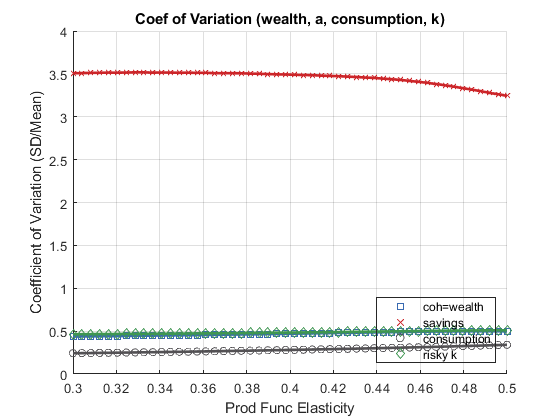 Coef of Variation (wealth, a, consumption, k)
Coefficient of Variation (SD/Mean)
4
3.5
3
2.5
2
1.5
1
0.5
0
coh=wealth
savings
consumption
risky k
0.3 0.32 0.34 0.36 0.38 0.4 0.42 0.44 0.46 0.48 0.5
Prod Func Elasticity